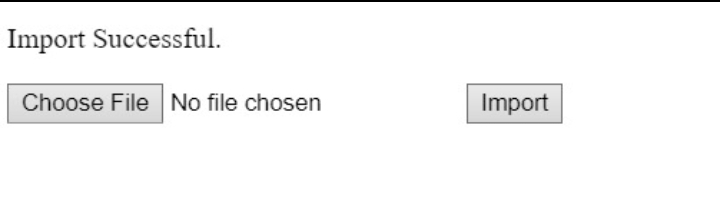 Import Successful.
Choose File No file chosen Import